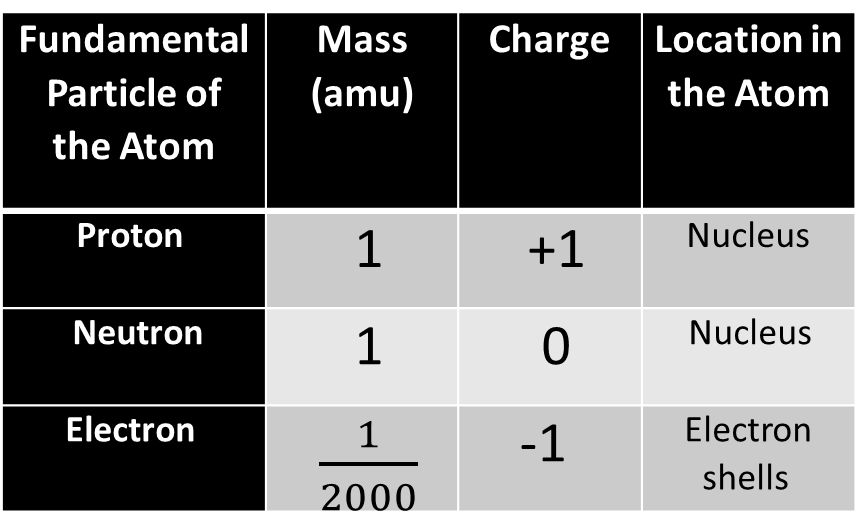 Fundamental Particle of the Atom
Mass (amu)
Charge
Location in the Atom
Proton
1
+1
Nucleus
Neutron
1
0
Nucleus
Electron
1
2000
-1
Electron shells